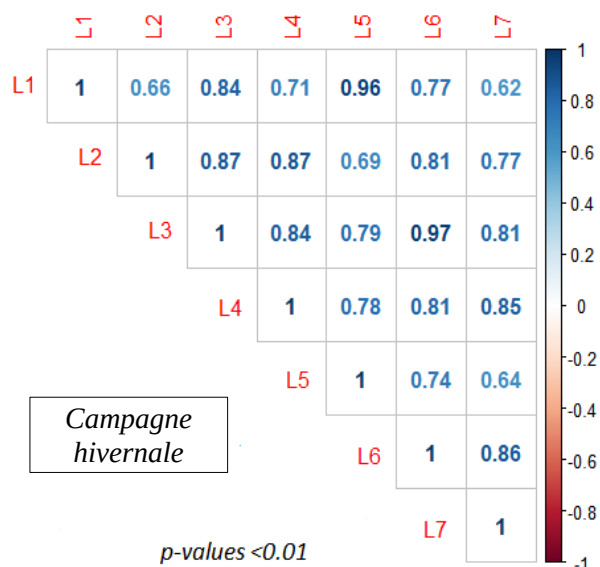 L1 L2 L3 L4 L5 L6 L7
L1 1 0.66 0.84 0.71 0.96 0.77 0.62
L2 1 0.87 0.87 0.69 0.81 0.77
L3 1 0.84 0.79 0.97 0.81
L4 1 0.78 0.81 0.85
L5 1 0.74 0.64
L6 1 0.86
L7 1
1
0.8
0.6
0.4
0.2
0
-0.2
-0.4
-0.6
-0.8
-1
Campagne
hivernale
p-values <0.01